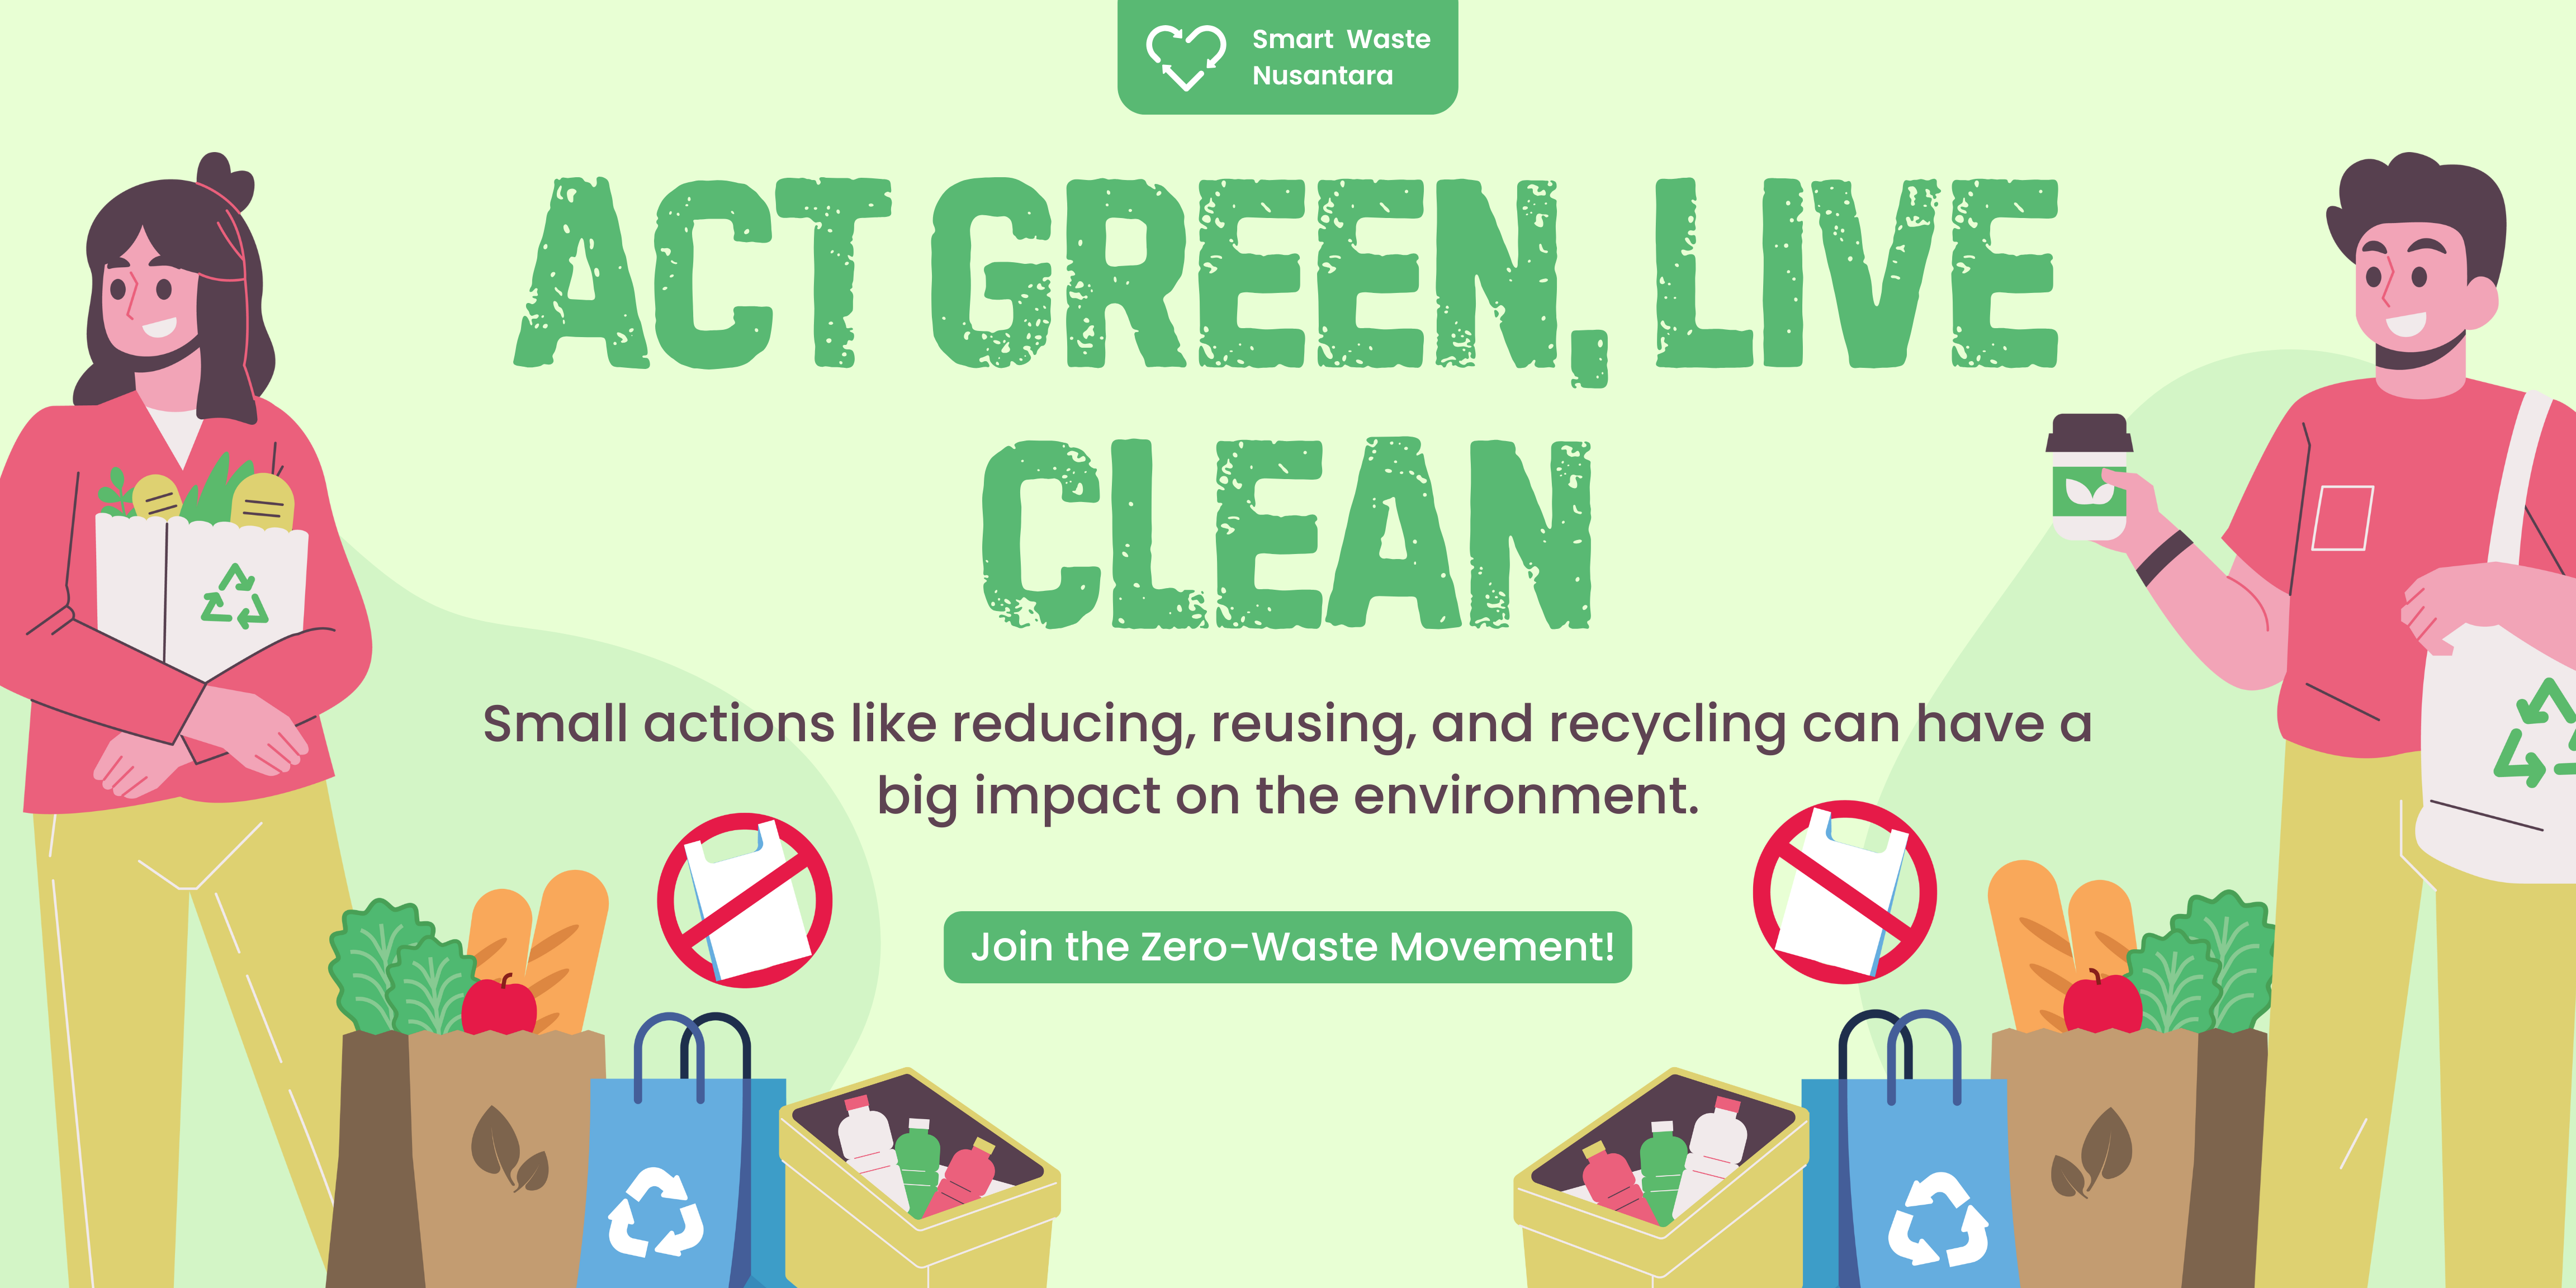 Smart Waste
Nusantara
ACT GREEN, LIVE
CLEAN
Small actions like reducing, reusing, and recycling can have a
big impact on the environment.
Join the Zero-Waste Movement!